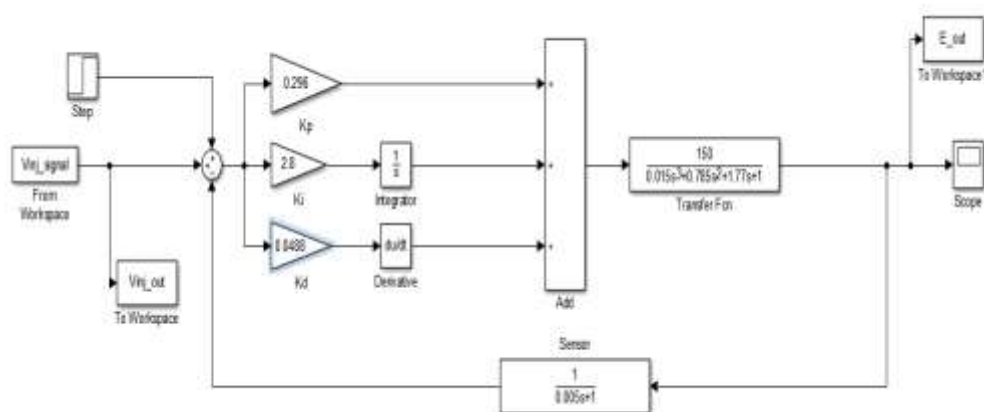 E_out
To Workspace1
Step
0.296
Kp
Vinj_signal
From
Workspace
2.8
Ki
1
s
Integrator
150
0.015s³+0.785s²+1.77s+1
Transfer Fcn
Scope
0.0488
Kd
du/dt
Derivative
Add
Vinj_out
To Workspace
Sensor
1
0.005s+1